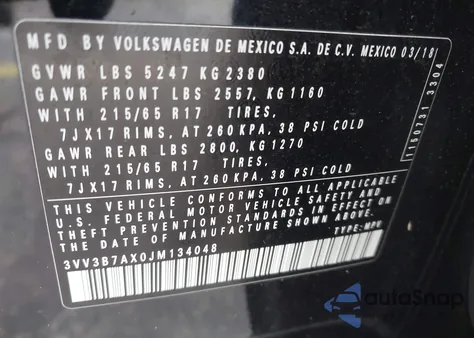 MFD BY VOLKSWAGEN DE MEXICO S.A. DE C.V. MEXICO 03/18
GVWR LBS 5247 KG 2380
GAWR FRONT LBS 2557, KG 1160
WITH 215/65 R17 TIRES,
7JX17 RIMS, AT 260 KPA, 38 PSI COLD
GAWR REAR LBS 2800, KG 1270
WITH 215/65 R17 TIRES,
7JX17 RIMS, AT 260 KPA, 38 PSI COLD
THIS VEHICLE CONFORMS TO ALL APPLICABLE
U.S. FEDERAL MOTOR VEHICLE SAFETY AND
THEFT PREVENTION STANDARDS IN EFFECT ON
DATE OF MANUFACTURE SHOWN ABOVE.
3VV3B7AX0JM134048 TYPE: MPV
1150731 3304
autoSnap